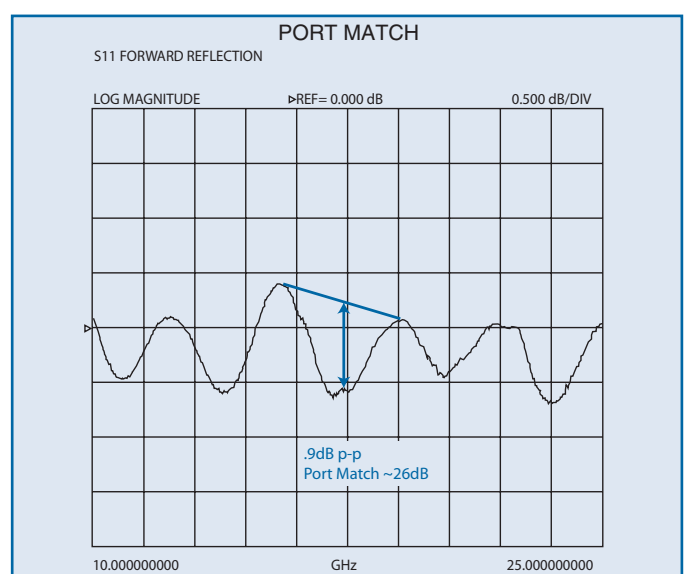 PORT MATCH
S11 FORWARD REFLECTION
LOG MAGNITUDE ▹REF= 0.000 dB 0.500 dB/DIV
.9dB p-p
Port Match ~26dB
10.000000000 GHz 25.000000000